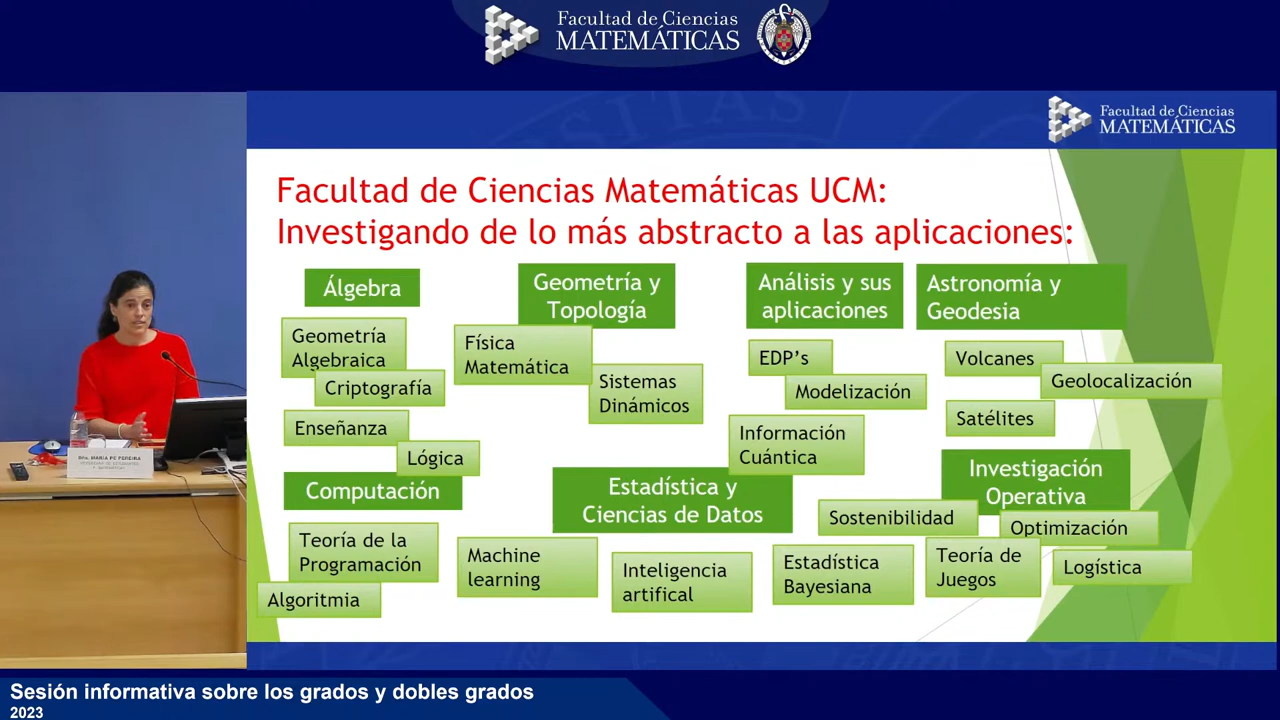 Facultad de Ciencias
MATEMÁTICAS
Facultad de Ciencias
MATEMÁTICAS
Facultad de Ciencias Matemáticas UCM:
Investigando de lo más abstracto a las aplicaciones:
Álgebra
Geometría y
Topología
Análisis y sus
aplicaciones
Astronomía y
Geodesia
Geometría
Algebraica
Criptografía
Enseñanza
Lógica
Física
Matemática
Sistemas
Dinámicos
EDP's
Modelización
Información
Cuántica
Volcanes
Geolocalización
Satélites
Computación
Estadística y
Ciencias de Datos
Investigación
Operativa
Teoría de la
Programación
Algoritmia
Machine
learning
Inteligencia
artifical
Estadística
Bayesiana
Sostenibilidad
Optimización
Teoría de
Juegos
Logística
Dña. MARÍA PE PEREIRA
Sesión informativa sobre los grados y dobles grados
2023